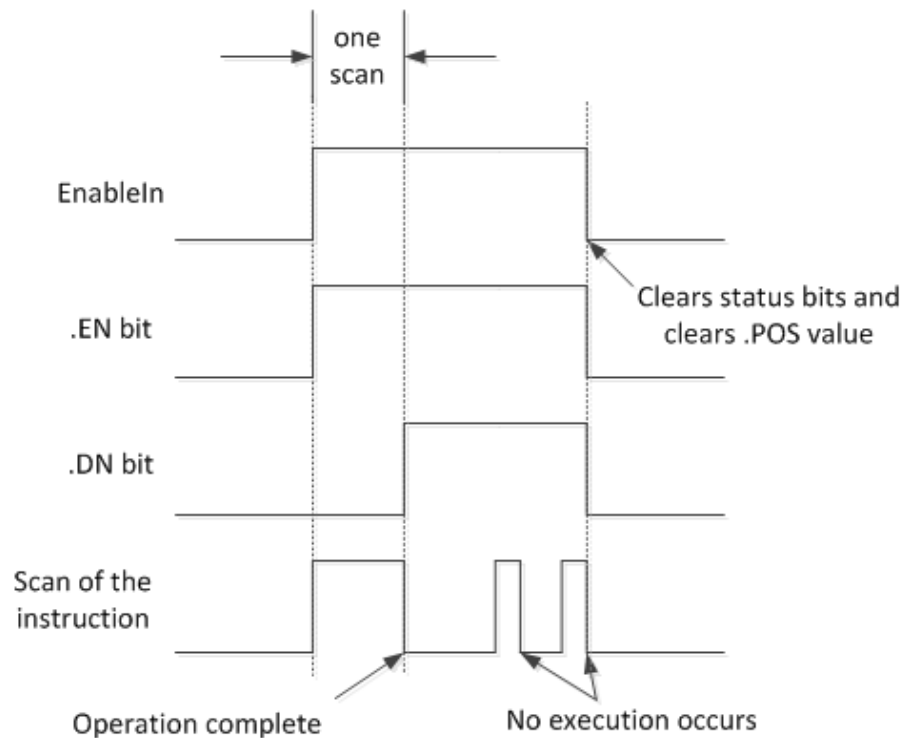 one
scan
EnableIn
Clears status bits and
clears .POS value
.EN bit
.DN bit
Scan of the
instruction
Operation complete
No execution occurs